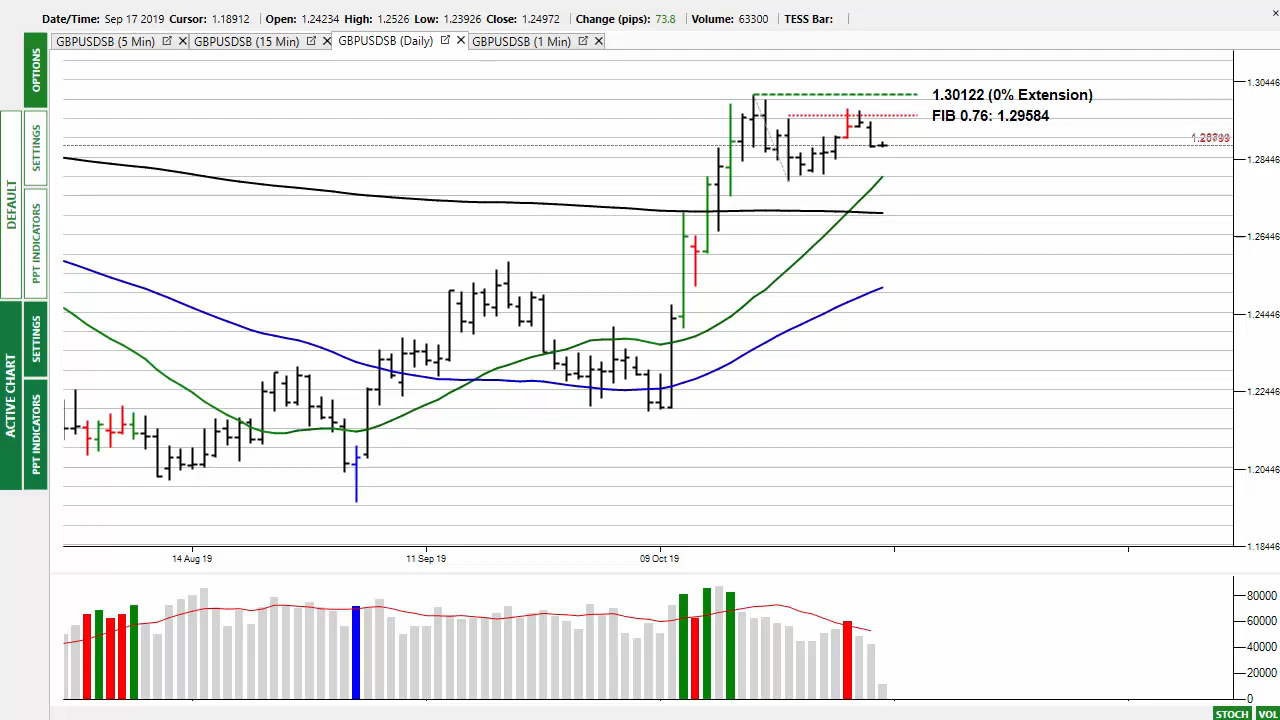 Date/Time: Sep 17 2019 Cursor: 1.18912 | Open: 1.24234 High: 1.2526 Low: 1.23926 Close: 1.24972 | Change (pips): 73.8 | Volume: 63300 | TESS Bar: |
GBPUSDSB (5 Min) GBPUSDSB (15 Min) GBPUSDSB (Daily) GBPUSDSB (1 Min)
OPTIONS
SETTINGS
DEFAULT
PPT INDICATORS
SETTINGS
ACTIVE CHART
PPT INDICATORS
1.30122 (0% Extension)
FIB 0.76: 1.29584
1.30446
1.28446
1.26446
1.24446
1.22446
1.20446
1.18446
14 Aug 19
11 Sep 19
09 Oct 19
80000
60000
40000
20000
0
STOCH VOL